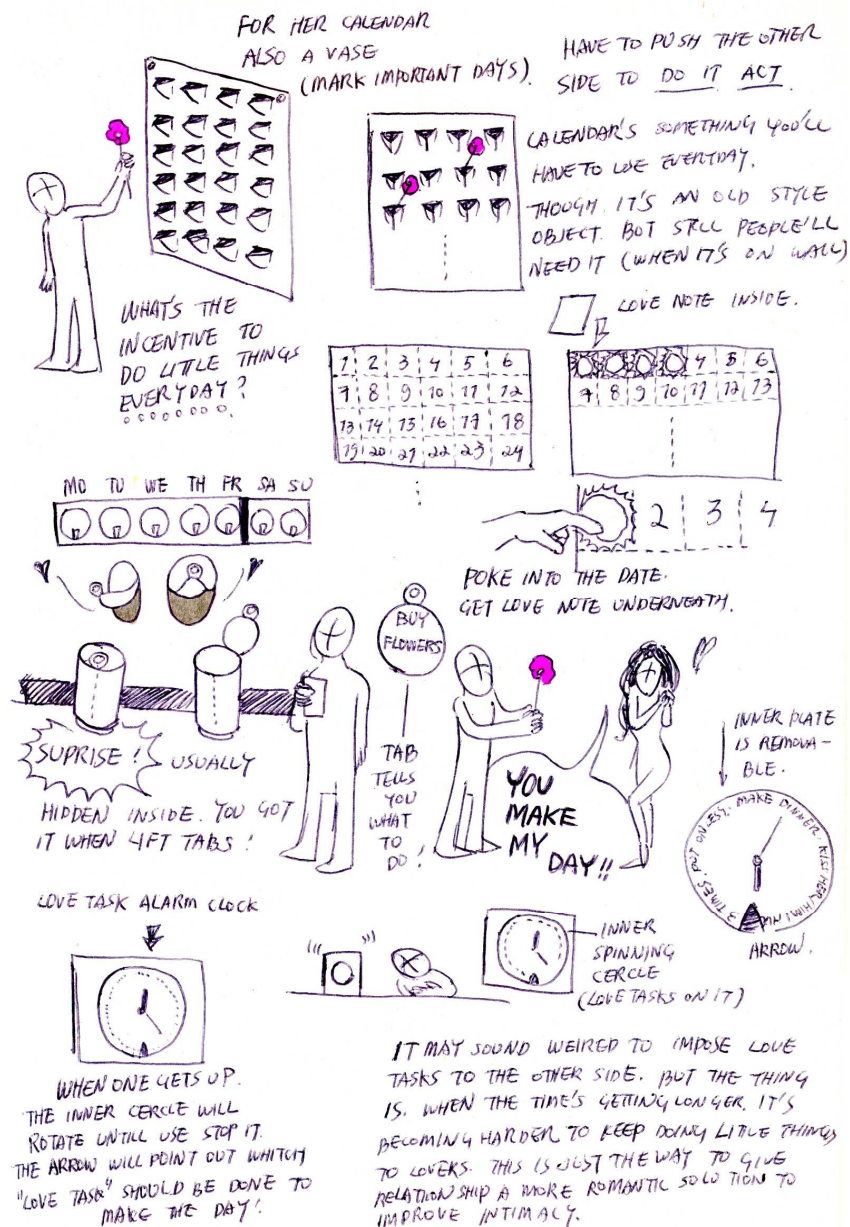 FOR HER CALENDAR
ALSO A VASE
(MARK IMPORTANT DAYS).
HAVE TO PUSH THE OTHER
SIDE TO DO IT ACT
CALENDAR'S SOMETHING YOU'LL
HAVE TO USE EVERYDAY.
THOUGH, IT'S AN OLD STYLE
OBJECT. BUT STILL PEOPLE'LL
NEED IT (WHEN IT'S ON WALL)
WHAT'S THE
INCENTIVE TO
DO LITTLE THINGS
EVERYDAY?
LOVE NOTE INSIDE.
1 2 3 4 5 6
7 8 9 10 11 12
13 14 15 16 17 18
19 20 21 22 23 24
4 5 6
7 8 9 10 11 12 13
MO TU WE TH FR SA SU
2 3 4
POKE INTO THE DATE.
GET LOVE NOTE UNDERNEATH.
BUY
FLOWERS
SUPRISE! USUALLY
HIDDEN INSIDE. YOU GOT
IT WHEN LIFT TABS!
TAB
TELLS
YOU
WHAT
TO
DO!
YOU
MAKE
MY
DAY!!
INNER PLATE
IS REMOVA-
BLE.
3 TIMES. PUT ON MAKE DINNER. KISS HER/HIM
ARROW.
LOVE TASK ALARM CLOCK
INNER
SPINNING
CERCLE
(LOVE TASKS ON IT)
WHEN ONE GETS UP.
THE INNER CERCLE WILL
ROTATE UNTILL USE STOP IT.
THE ARROW WILL POINT OUT WHITCH
"LOVE TASK" SHOULD BE DONE TO
MAKE THE DAY!
IT MAY SOUND WEIRED TO IMPOSE LOVE
TASKS TO THE OTHER SIDE. BUT THE THING
IS. WHEN THE TIME'S GETTING LONGER, IT'S
BECOMING HARDER TO KEEP DOING LITTLE THINGS
TO LOVERS. THIS IS JUST THE WAY TO GIVE
RELATIONSHIP A MORE ROMANTIC SOLUTION TO
IMPROVE INTIMACY.